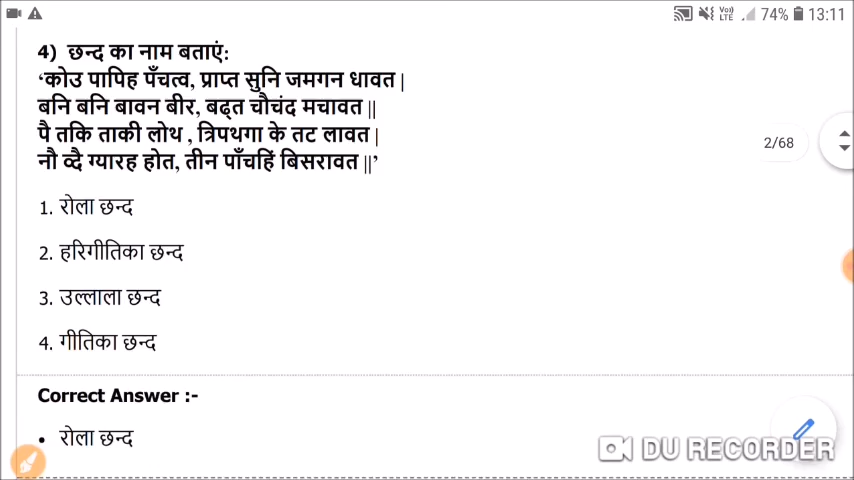 74% 13:11
4) छन्द का नाम बताएं:
‘कोउ पापिह पँचत्व, प्राप्त सुनि जमगन धावत |
बनि बनि बावन बीर, बढ़्त चौचंद मचावत ||
पै तकि ताकी लोथ , त्रिपथगा के तट लावत |
नौ व्दै ग्यारह होत, तीन पाँचहिं बिसरावत ||’
2/68
1. रोला छन्द
2. हरिगीतिका छन्द
3. उल्लाला छन्द
4. गीतिका छन्द
Correct Answer :-
• रोला छन्द
DU RECORDER